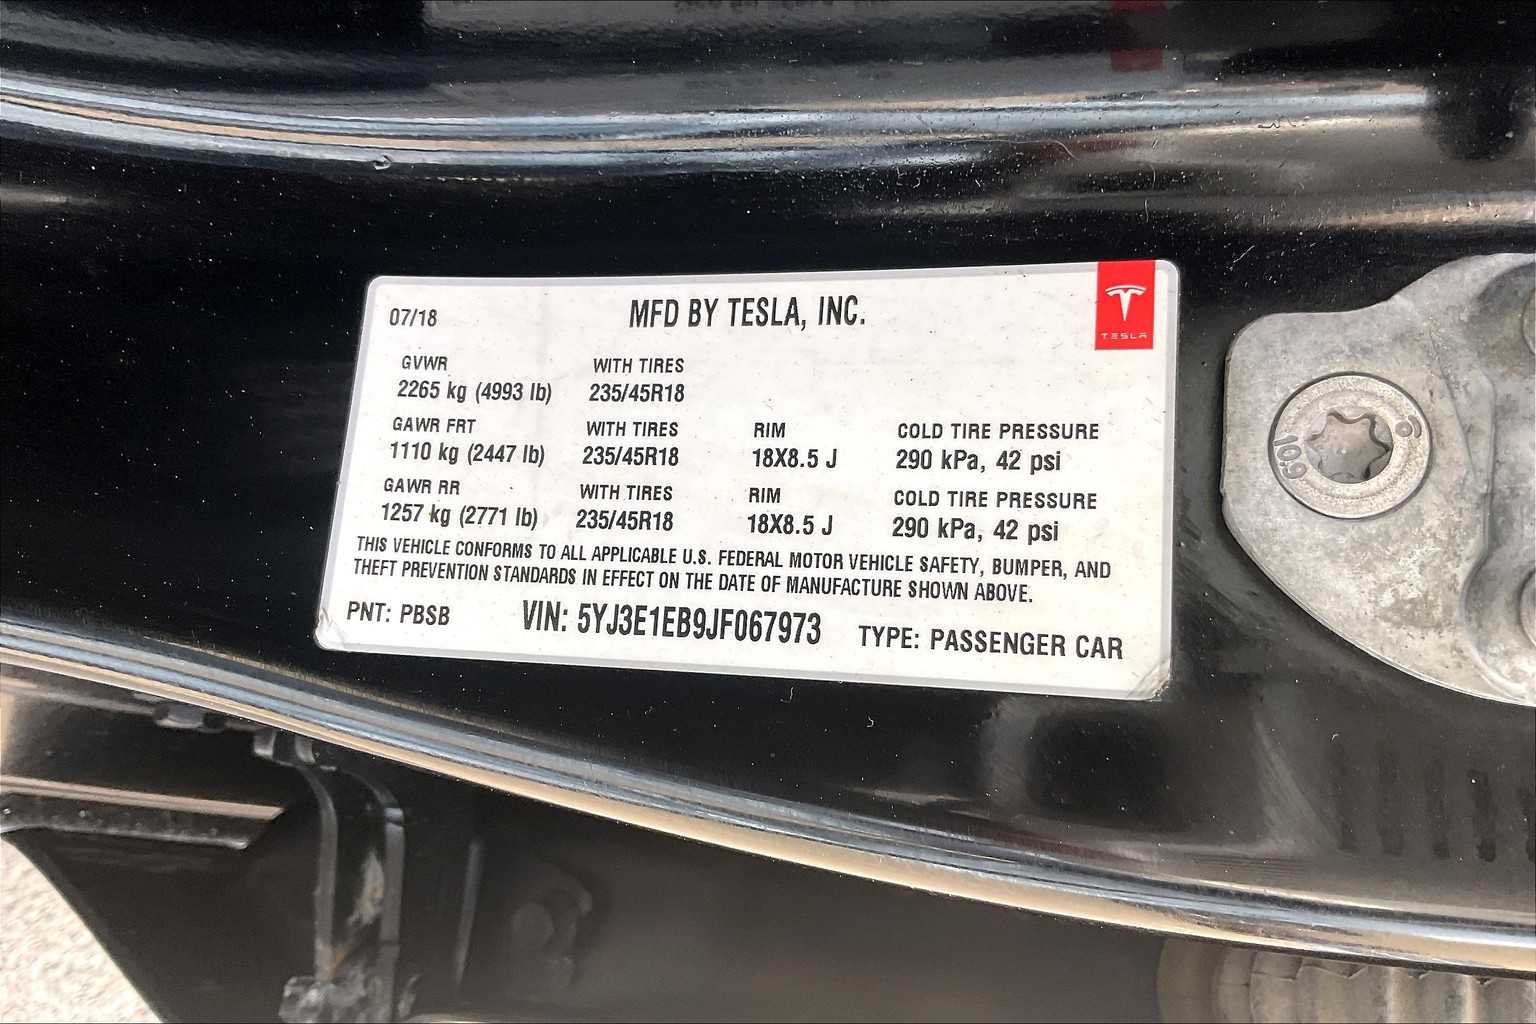 07/18 MFD BY TESLA, INC.
TESLA
GVWR WITH TIRES
2265 kg (4993 lb) 235/45R18
GAWR FRT WITH TIRES RIM COLD TIRE PRESSURE
1110 kg (2447 lb) 235/45R18 18X8.5 J 290 kPa, 42 psi
GAWR RR WITH TIRES RIM COLD TIRE PRESSURE
1257 kg (2771 lb) 235/45R18 18X8.5 J 290 kPa, 42 psi
THIS VEHICLE CONFORMS TO ALL APPLICABLE U.S. FEDERAL MOTOR VEHICLE SAFETY, BUMPER, AND
THEFT PREVENTION STANDARDS IN EFFECT ON THE DATE OF MANUFACTURE SHOWN ABOVE.
PNT: PBSB VIN: 5YJ3E1EB9JF067973 TYPE: PASSENGER CAR
10.9